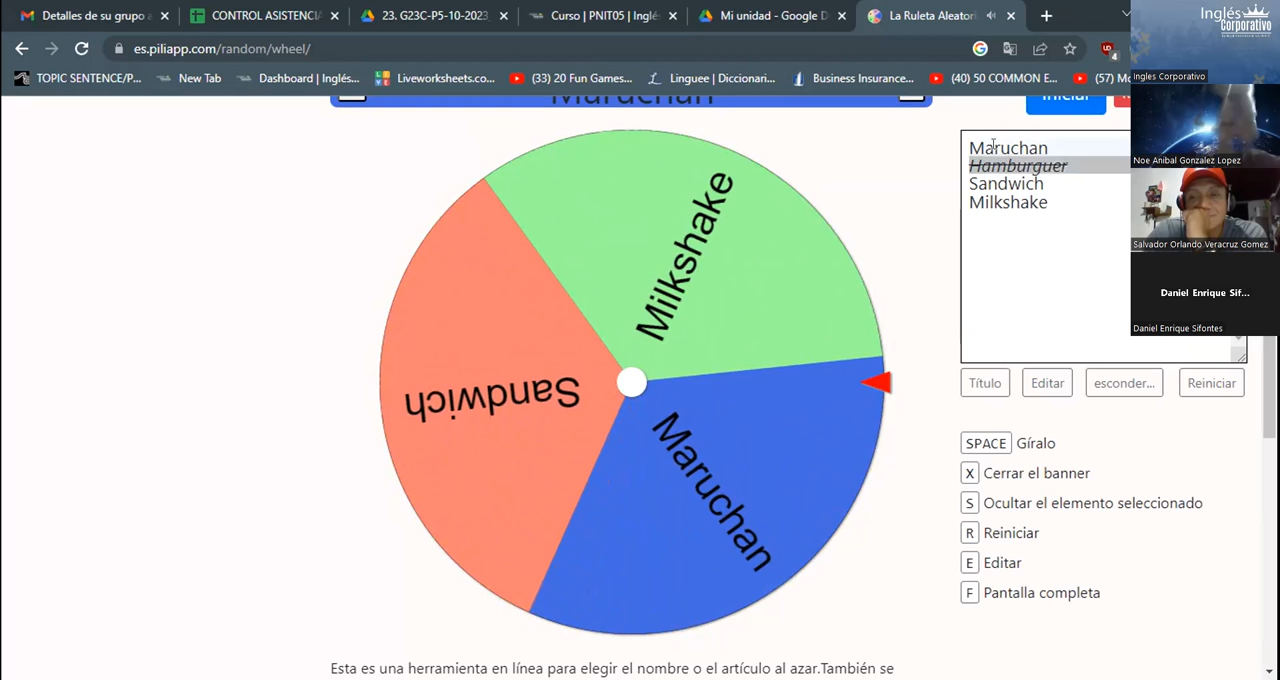 Detalles de su grupo a
CONTROL ASISTENCIA
23. G23C-P5-10-2023
Curso | PNIT05 | Inglé
Mi unidad - Google D
La Ruleta Aleatori
es.piliapp.com/random/wheel/
TOPIC SENTENCE/P...
New Tab
Dashboard | Inglés...
Liveworksheets.co...
(33) 20 Fun Games...
Linguee | Diccionari...
Business Insurance...
(40) 50 COMMON E...
(57) Mo
Inglés
Corporativo
Ingles Corporativo
Maruchan
Iniciar
Maruchan
Hamburguer
Sandwich
Milkshake
Noe Anibal Gonzalez Lopez
Salvador Orlando Veracruz Gomez
Daniel Enrique Sif...
Daniel Enrique Sifontes
Milkshake
Sandwich
Maruchan
Título
Editar
esconder...
Reiniciar
SPACE Gíralo
X Cerrar el banner
S Ocultar el elemento seleccionado
R Reiniciar
E Editar
F Pantalla completa
Esta es una herramienta en línea para elegir el nombre o el artículo al azar.También se